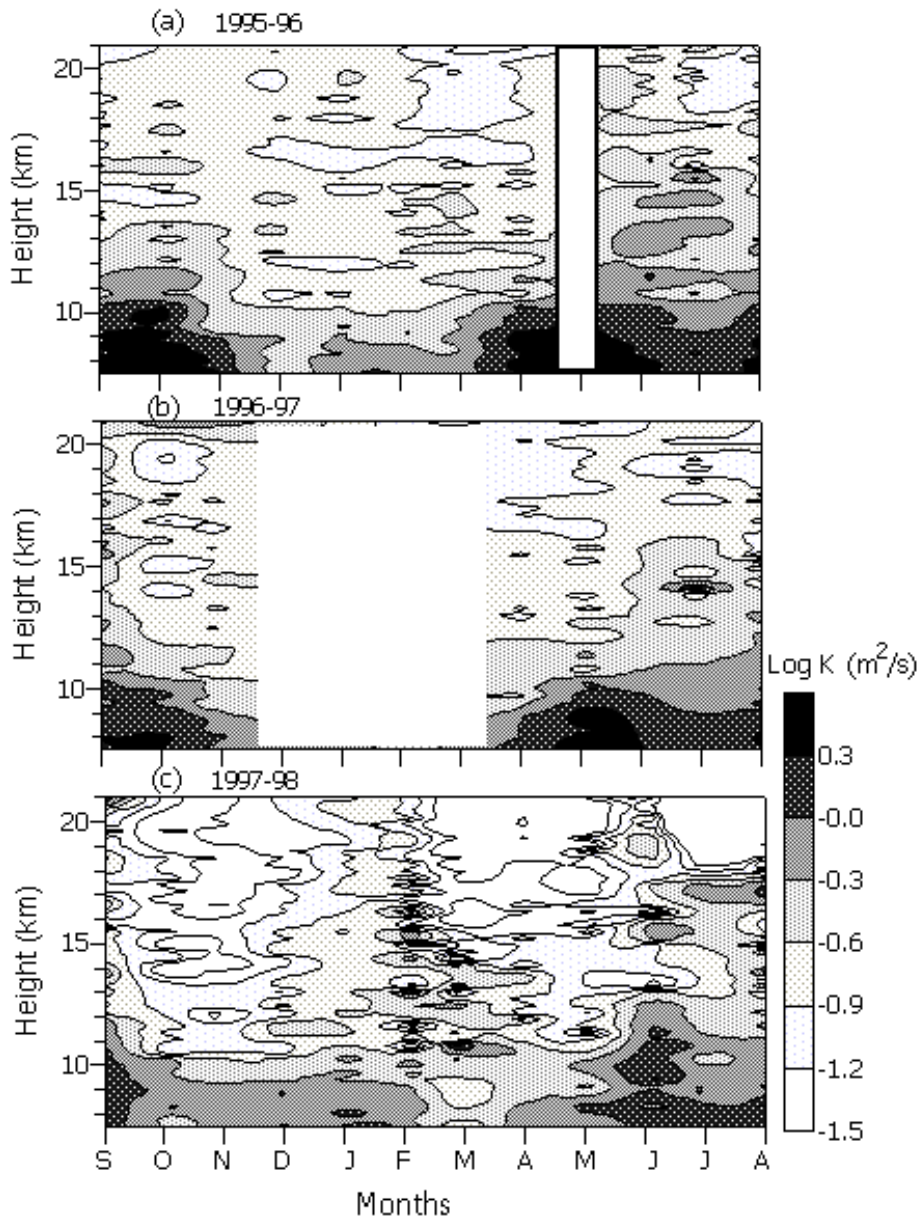 (a) 1995-96
20
15
10
Height (km)
(b) 1996-97
20
15
10
Height (km)
Log K (m²/s)
0.3
-0.0
-0.3
-0.6
-0.9
-1.2
-1.5
(c) 1997-98
20
15
10
Height (km)
S O N D J F M A M J J A
Months